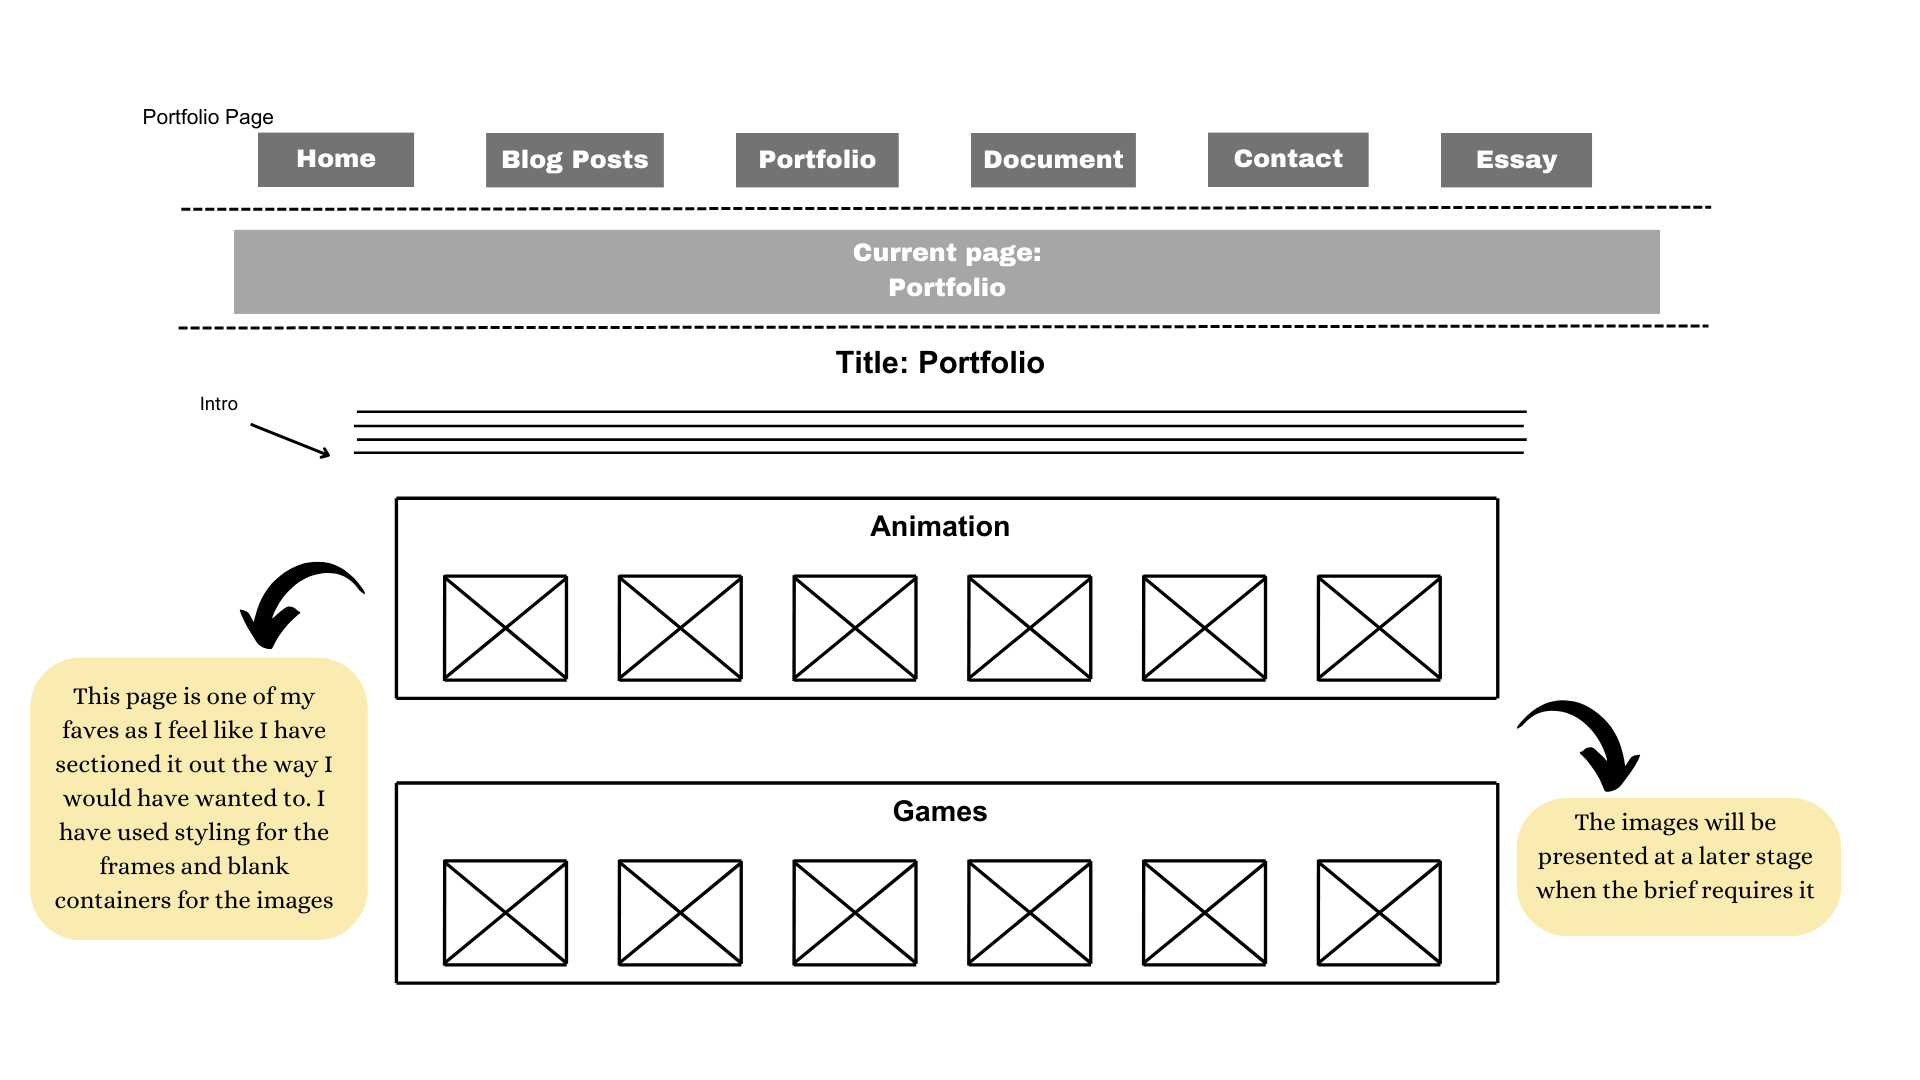 Portfolio Page
Home
Blog Posts
Portfolio
Document
Contact
Essay
Current page:
Portfolio
Title: Portfolio
Intro
Animation
This page is one of my
faves as I feel like I have
sectioned it out the way I
would have wanted to. I
have used styling for the
frames and blank
containers for the images
Games
The images will be
presented at a later stage
when the brief requires it